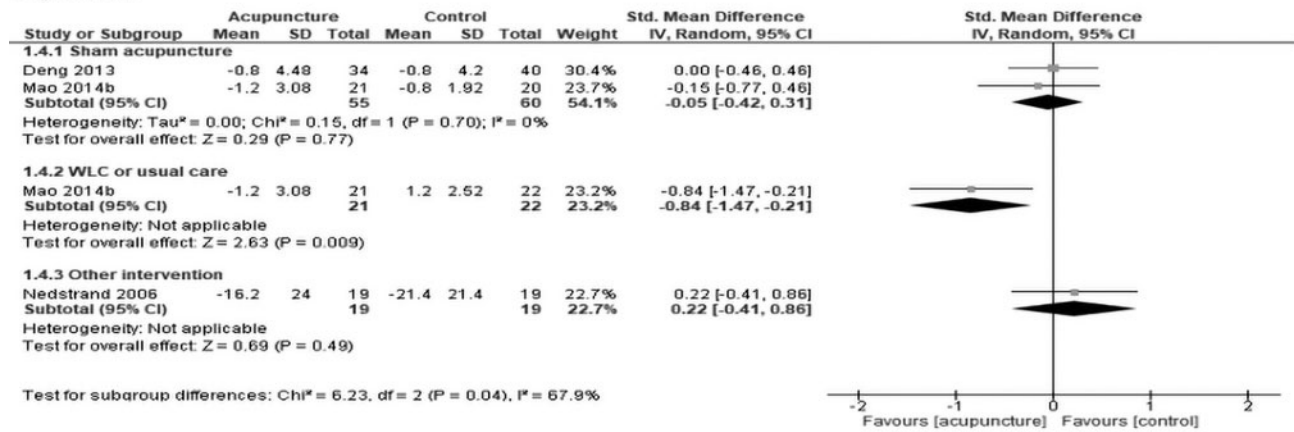 Acupuncture Control Std. Mean Difference Std. Mean Difference
Study or Subgroup Mean SD Total Mean SD Total Weight IV, Random, 95% CI IV, Random, 95% CI
1.4.1 Sham acupuncture
Deng 2013 -0.8 4.48 34 -0.8 4.2 40 30.4% 0.00 [-0.46, 0.46]
Mao 2014b -1.2 3.08 21 -0.8 1.92 20 23.7% -0.15 [-0.77, 0.46]
Subtotal (95% CI) 55 60 54.1% -0.05 [-0.42, 0.31]
Heterogeneity: Tau² = 0.00; Chi² = 0.15, df = 1 (P = 0.70); I² = 0%
Test for overall effect: Z = 0.29 (P = 0.77)
1.4.2 WLC or usual care
Mao 2014b -1.2 3.08 21 1.2 2.52 22 23.2% -0.84 [-1.47, -0.21]
Subtotal (95% CI) 21 22 23.2% -0.84 [-1.47, -0.21]
Heterogeneity: Not applicable
Test for overall effect: Z = 2.63 (P = 0.009)
1.4.3 Other intervention
Nedstrand 2006 -16.2 24 19 -21.4 21.4 19 22.7% 0.22 [-0.41, 0.86]
Subtotal (95% CI) 19 19 22.7% 0.22 [-0.41, 0.86]
Heterogeneity: Not applicable
Test for overall effect: Z = 0.69 (P = 0.49)
Test for subgroup differences: Chi² = 6.23, df = 2 (P = 0.04), I² = 67.9%
-2 -1 0 1 2
Favours [acupuncture] Favours [control]